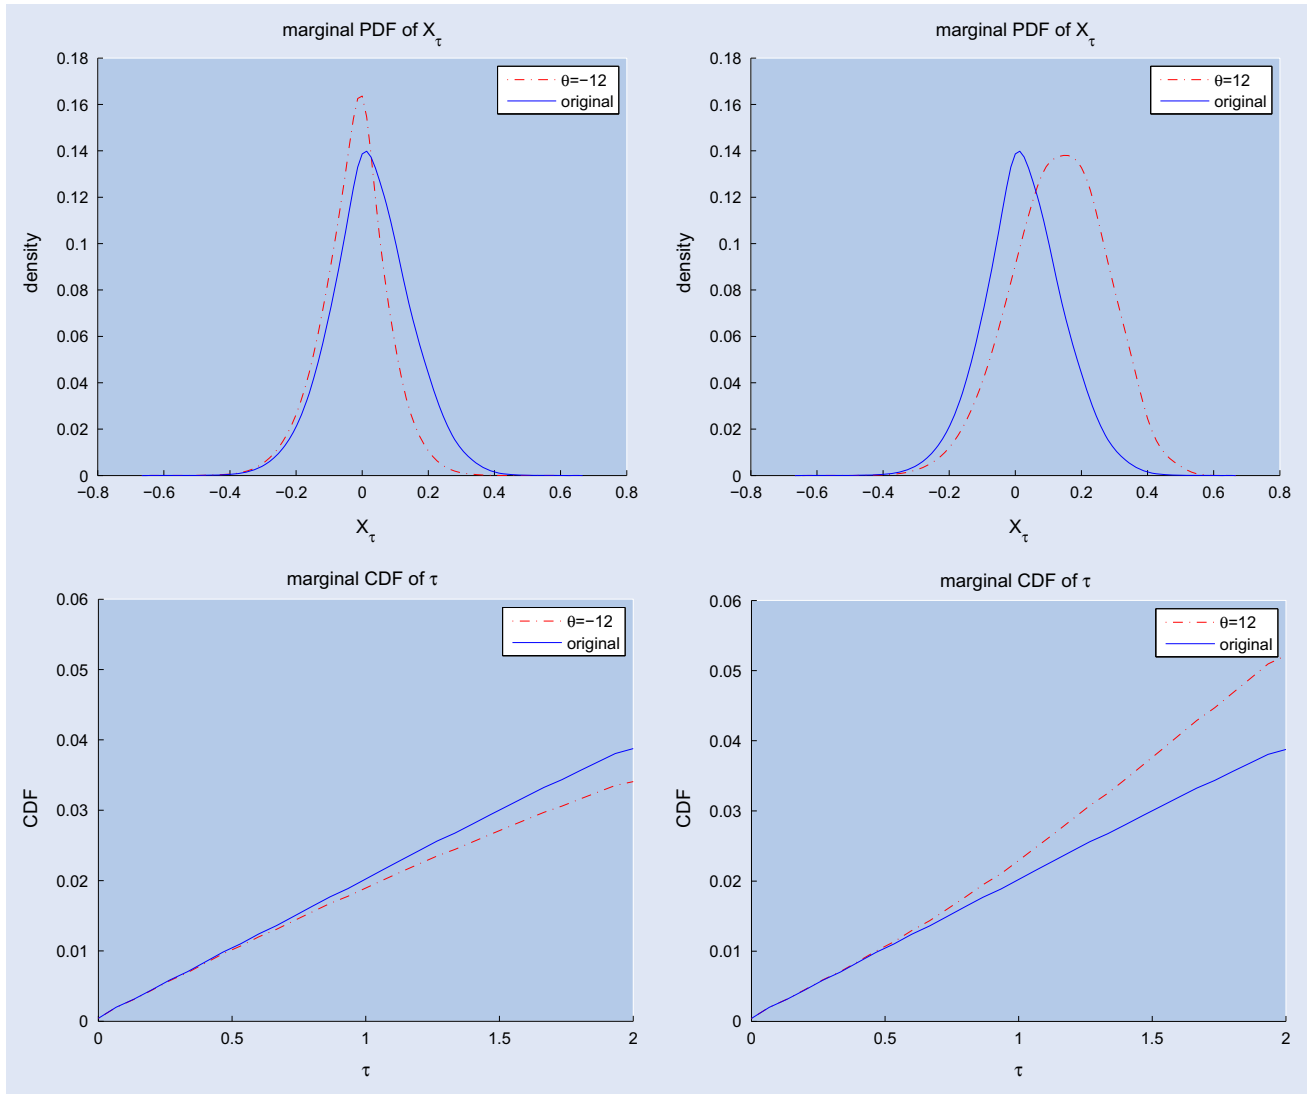 marginal PDF of Xτ
0.18
0.16
0.14
0.12
0.1
0.08
0.06
0.04
0.02
0
density
θ=−12
original
−0.8 −0.6 −0.4 −0.2 0 0.2 0.4 0.6 0.8
Xτ
marginal PDF of Xτ
0.18
0.16
0.14
0.12
0.1
0.08
0.06
0.04
0.02
0
density
θ=12
original
−0.8 −0.6 −0.4 −0.2 0 0.2 0.4 0.6 0.8
Xτ
marginal CDF of τ
0.06
0.05
0.04
0.03
0.02
0.01
0
CDF
θ=−12
original
0 0.5 1 1.5 2
τ
marginal CDF of τ
0.06
0.05
0.04
0.03
0.02
0.01
0
CDF
θ=12
original
0 0.5 1 1.5 2
τ